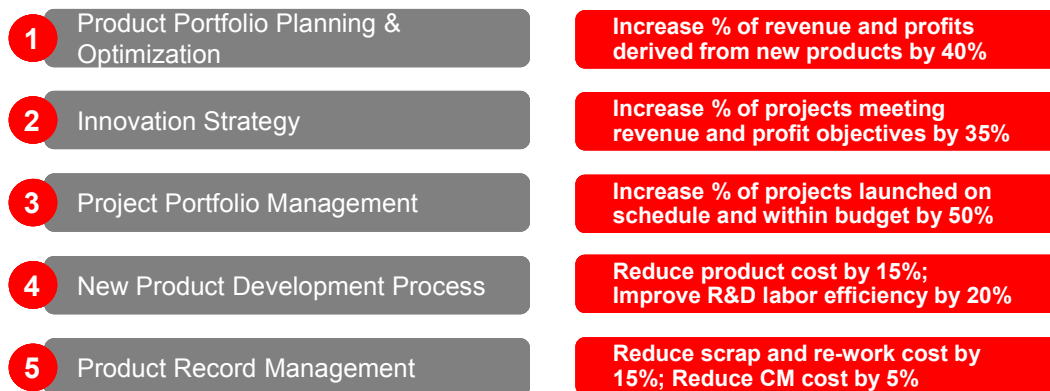 1
Product Portfolio Planning &
Optimization
Increase % of revenue and profits
derived from new products by 40%
2
Innovation Strategy
Increase % of projects meeting
revenue and profit objectives by 35%
3
Project Portfolio Management
Increase % of projects launched on
schedule and within budget by 50%
4
New Product Development Process
Reduce product cost by 15%;
Improve R&D labor efficiency by 20%
5
Product Record Management
Reduce scrap and re-work cost by
15%; Reduce CM cost by 5%